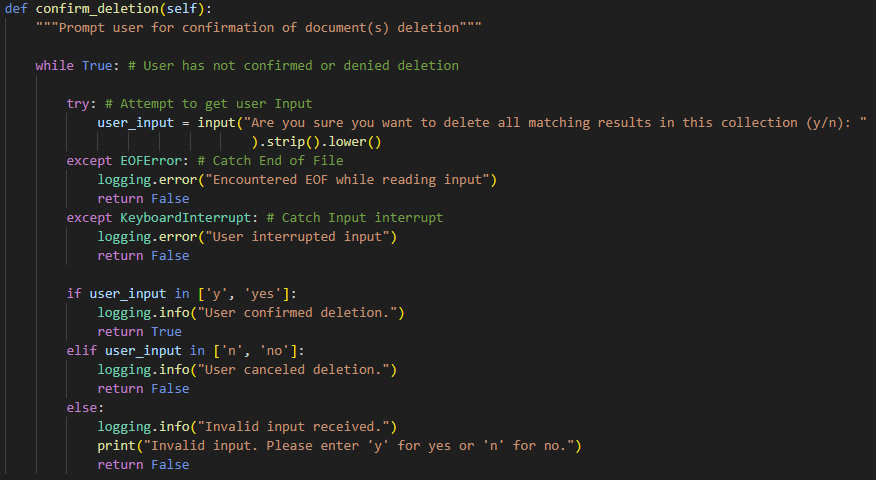 def confirm_deletion(self):
    """Prompt user for confirmation of document(s) deletion"""

    while True: # User has not confirmed or denied deletion

        try: # Attempt to get user Input
            user_input = input("Are you sure you want to delete all matching results in this collection (y/n): "
                                ).strip().lower()
        except EOFError: # Catch End of File
            logging.error("Encountered EOF while reading input")
            return False
        except KeyboardInterrupt: # Catch Input interrupt
            logging.error("User interrupted input")
            return False

        if user_input in ['y', 'yes']:
            logging.info("User confirmed deletion.")
            return True
        elif user_input in ['n', 'no']:
            logging.info("User canceled deletion.")
            return False
        else:
            logging.info("Invalid input received.")
            print("Invalid input. Please enter 'y' for yes or 'n' for no.")
            return False